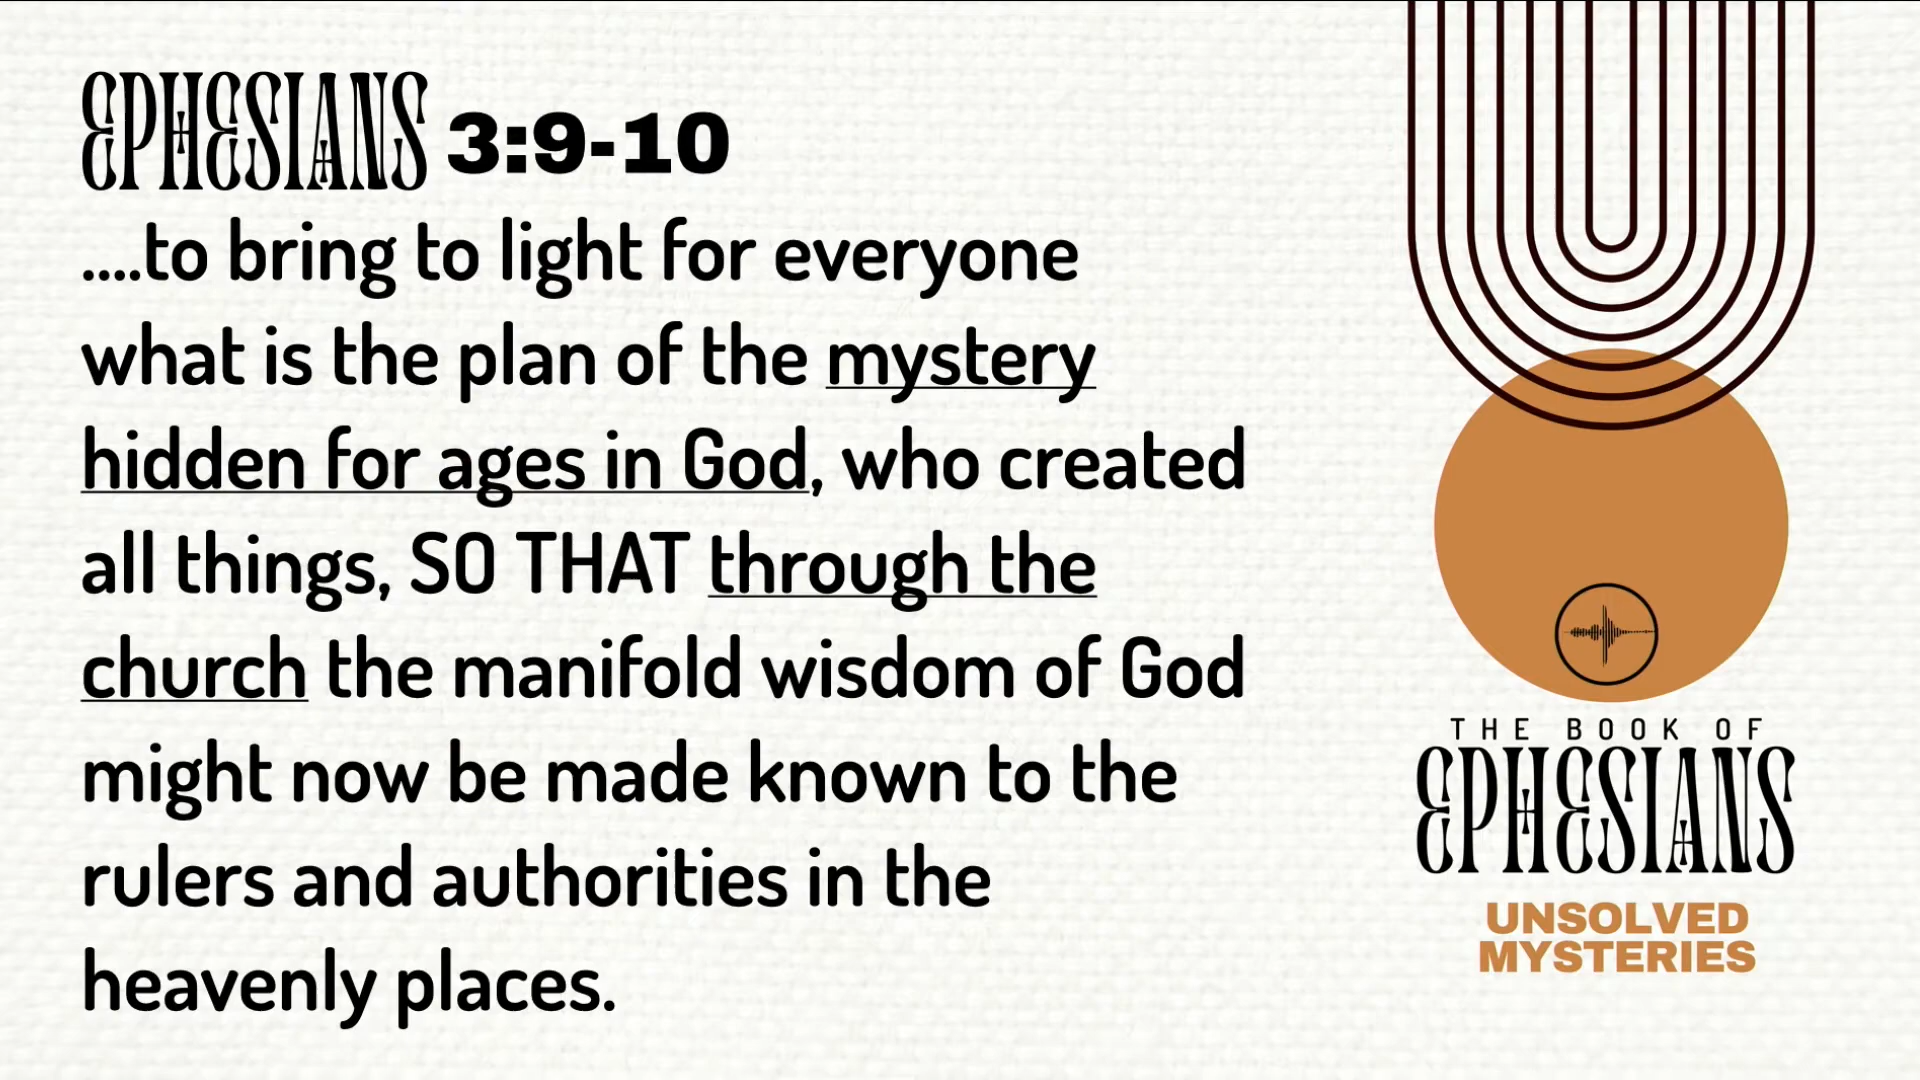 EPHESIANS 3:9-10
....to bring to light for everyone
what is the plan of the mystery
hidden for ages in God, who created
all things, SO THAT through the
church the manifold wisdom of God
might now be made known to the
rulers and authorities in the
heavenly places.
THE BOOK OF
EPHESIANS
UNSOLVED
MYSTERIES